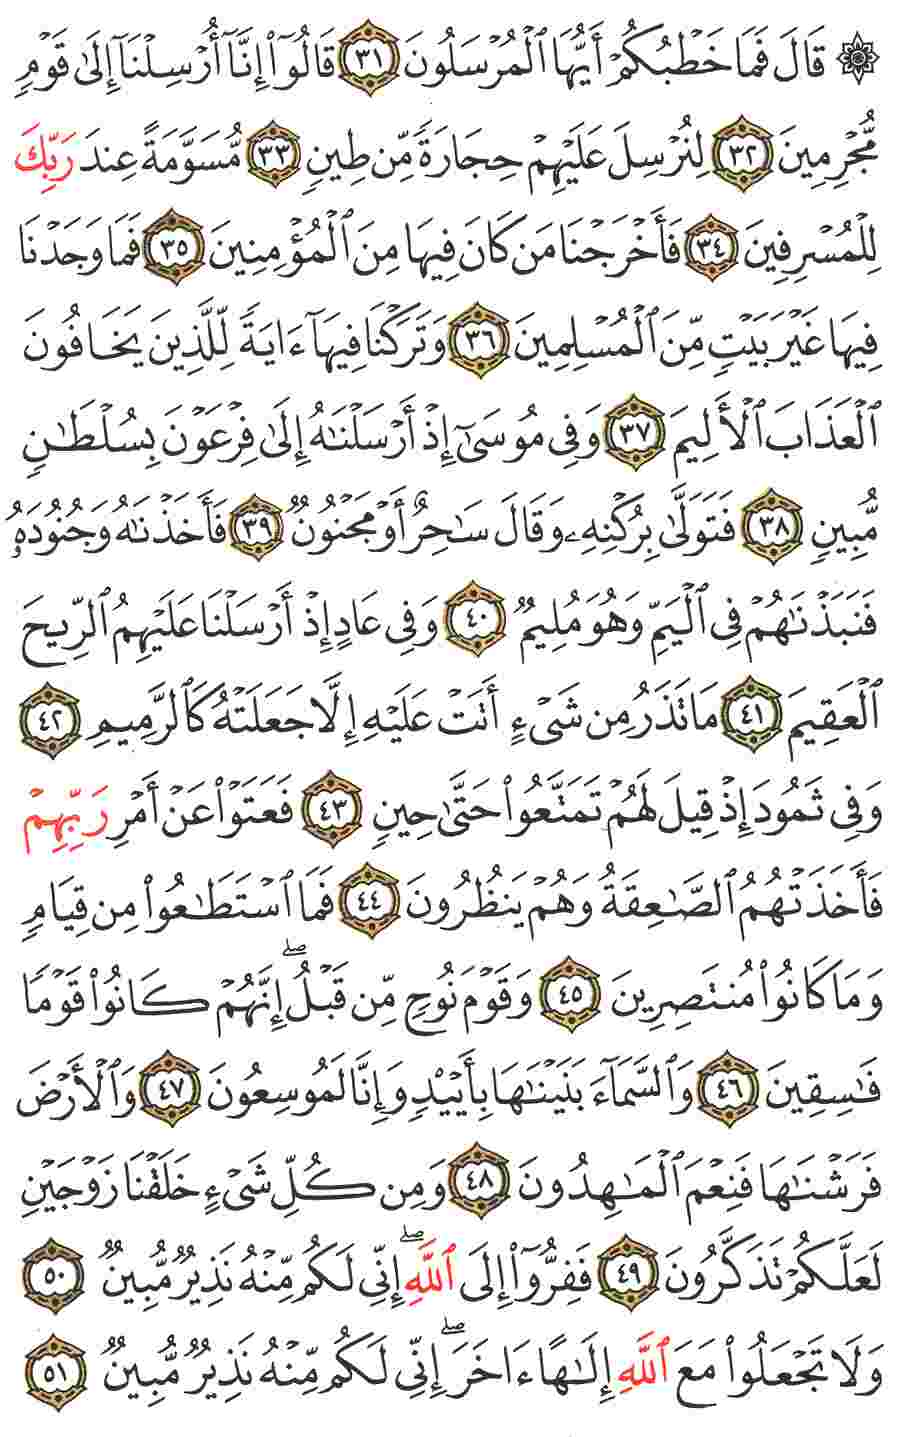 ۞ قَالَ فَمَا خَطْبُكُمْ أَيُّهَا ٱلْمُرْسَلُونَ ٣١ قَالُوٓا۟ إِنَّآ أُرْسِلْنَآ إِلَىٰ قَوْمٍ
مُّجْرِمِينَ ٣٢ لِنُرْسِلَ عَلَيْهِمْ حِجَارَةً مِّن طِينٍ ٣٣ مُّسَوَّمَةً عِندَ رَبِّكَ
لِلْمُسْرِفِينَ ٣٤ فَأَخْرَجْنَا مَن كَانَ فِيهَا مِنَ ٱلْمُؤْمِنِينَ ٣٥ فَمَا وَجَدْنَا
فِيهَا غَيْرَ بَيْتٍ مِّنَ ٱلْمُسْلِمِينَ ٣٦ وَتَرَكْنَا فِيهَآ ءَايَةً لِّلَّذِينَ يَخَافُونَ
ٱلْعَذَابَ ٱلْأَلِيمَ ٣٧ وَفِى مُوسَىٰٓ إِذْ أَرْسَلْنَٰهُ إِلَىٰ فِرْعَوْنَ بِسُلْطَٰنٍ
مُّبِينٍ ٣٨ فَتَوَلَّىٰ بِرُكْنِهِۦ وَقَالَ سَٰحِرٌ أَوْ مَجْنُونٌ ٣٩ فَأَخَذْنَٰهُ وَجُنُودَهُۥ
فَنَبَذْنَٰهُمْ فِى ٱلْيَمِّ وَهُوَ مُلِيمٌ ٤٠ وَفِى عَادٍ إِذْ أَرْسَلْنَا عَلَيْهِمُ ٱلرِّيحَ
ٱلْعَقِيمَ ٤١ مَا تَذَرُ مِن شَىْءٍ أَتَتْ عَلَيْهِ إِلَّا جَعَلَتْهُ كَٱلرَّمِيمِ ٤٢
وَفِى ثَمُودَ إِذْ قِيلَ لَهُمْ تَمَتَّعُوا۟ حَتَّىٰ حِينٍ ٤٣ فَعَتَوْا۟ عَنْ أَمْرِ رَبِّهِمْ
فَأَخَذَتْهُمُ ٱلصَّٰعِقَةُ وَهُمْ يَنظُرُونَ ٤٤ فَمَا ٱسْتَطَٰعُوا۟ مِن قِيَامٍ
وَمَا كَانُوا۟ مُنتَصِرِينَ ٤٥ وَقَوْمَ نُوحٍ مِّن قَبْلُ ۖ إِنَّهُمْ كَانُوا۟ قَوْمًا
فَٰسِقِينَ ٤٦ وَٱلسَّمَآءَ بَنَيْنَٰهَا بِأَيْي۟دٍ وَإِنَّا لَمُوسِعُونَ ٤٧ وَٱلْأَرْضَ
فَرَشْنَٰهَا فَنِعْمَ ٱلْمَٰهِدُونَ ٤٨ وَمِن كُلِّ شَىْءٍ خَلَقْنَا زَوْجَيْنِ
لَعَلَّكُمْ تَذَكَّرُونَ ٤٩ فَفِرُّوٓا۟ إِلَى ٱللَّهِ ۖ إِنِّى لَكُم مِّنْهُ نَذِيرٌ مُّبِينٌ ٥٠
وَلَا تَجْعَلُوا۟ مَعَ ٱللَّهِ إِلَٰهًا ءَاخَرَ ۖ إِنِّى لَكُم مِّنْهُ نَذِيرٌ مُّبِينٌ ٥١